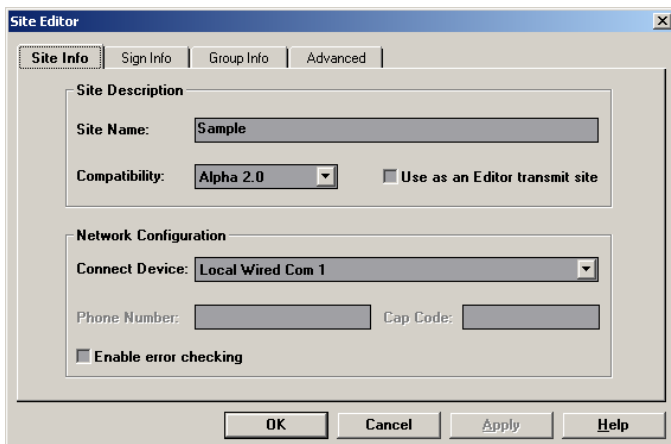 Site Editor
Site Info Sign Info Group Info Advanced
Site Description
Site Name: Sample
Compatibility: Alpha 2.0 Use as an Editor transmit site
Network Configuration
Connect Device: Local Wired Com 1
Phone Number: Cap Code:
Enable error checking
OK Cancel Apply Help